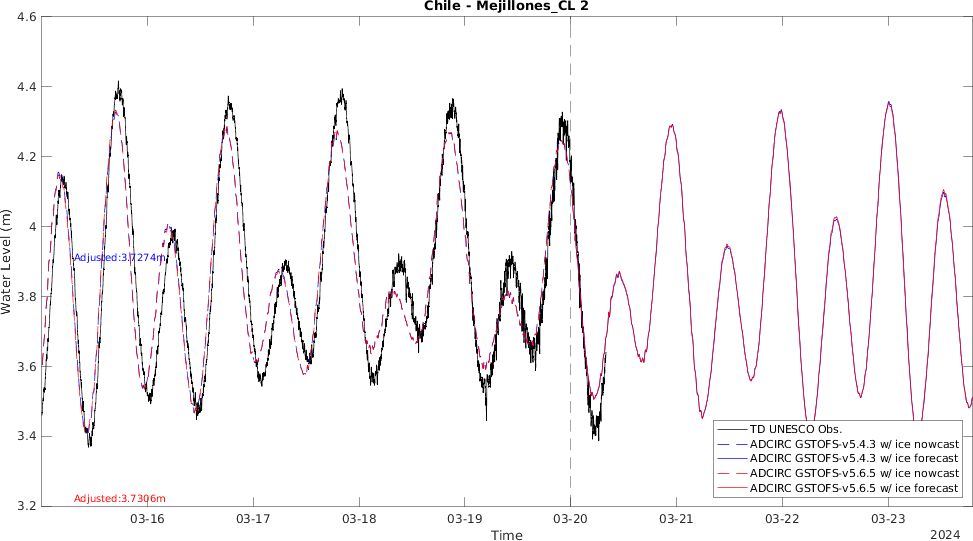 Chile - Mejillones_CL 2
4.6
4.4
4.2
4
3.8
3.6
3.4
3.2
Water Level (m)
Adjusted:3.7274m
Adjusted:3.7306m
TD UNESCO Obs.
ADCIRC GSTOFS-v5.4.3 w/ ice nowcast
ADCIRC GSTOFS-v5.4.3 w/ ice forecast
ADCIRC GSTOFS-v5.6.5 w/ ice nowcast
ADCIRC GSTOFS-v5.6.5 w/ ice forecast
03-16
03-17
03-18
03-19
03-20
03-21
03-22
03-23
Time
2024